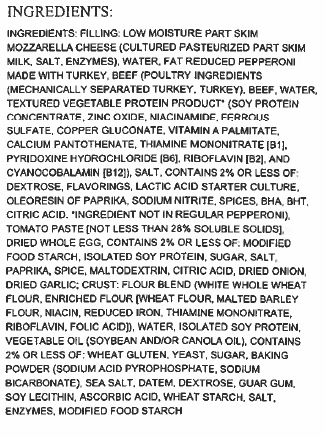 INGREDIENTS:
INGREDIENTS: FILLING: LOW MOISTURE PART SKIM
MOZZARELLA CHEESE (CULTURED PASTEURIZED PART SKIM
MILK, SALT, ENZYMES), WATER, FAT REDUCED PEPPERONI
MADE WITH TURKEY, BEEF (POULTRY INGREDIENTS
(MECHANICALLY SEPARATED TURKEY, TURKEY), BEEF, WATER,
TEXTURED VEGETABLE PROTEIN PRODUCT* (SOY PROTEIN
CONCENTRATE, ZINC OXIDE, NIACINAMIDE, FERROUS
SULFATE, COPPER GLUCONATE, VITAMIN A PALMITATE,
CALCIUM PANTOTHENATE, THIAMINE MONONITRATE [B1],
PYRIDOXINE HYDROCHLORIDE [B6], RIBOFLAVIN [B2], AND
CYANOCOBALAMIN [B12]), SALT, CONTAINS 2% OR LESS OF:
DEXTROSE, FLAVORINGS, LACTIC ACID STARTER CULTURE,
OLEORESIN OF PAPRIKA, SODIUM NITRITE, SPICES, BHA, BHT,
CITRIC ACID. *INGREDIENT NOT IN REGULAR PEPPERONI),
TOMATO PASTE [NOT LESS THAN 28% SOLUBLE SOLIDS],
DRIED WHOLE EGG, CONTAINS 2% OR LESS OF: MODIFIED
FOOD STARCH, ISOLATED SOY PROTEIN, SUGAR, SALT,
PAPRIKA, SPICE, MALTODEXTRIN, CITRIC ACID, DRIED ONION,
DRIED GARLIC; CRUST: FLOUR BLEND (WHITE WHOLE WHEAT
FLOUR, ENRICHED FLOUR [WHEAT FLOUR, MALTED BARLEY
FLOUR, NIACIN, REDUCED IRON, THIAMINE MONONITRATE,
RIBOFLAVIN, FOLIC ACID]), WATER, ISOLATED SOY PROTEIN,
VEGETABLE OIL (SOYBEAN AND/OR CANOLA OIL), CONTAINS
2% OR LESS OF: WHEAT GLUTEN, YEAST, SUGAR, BAKING
POWDER (SODIUM ACID PYROPHOSPHATE, SODIUM
BICARBONATE), SEA SALT, DATEM, DEXTROSE, GUAR GUM,
SOY LECITHIN, ASCORBIC ACID, WHEAT STARCH, SALT,
ENZYMES, MODIFIED FOOD STARCH